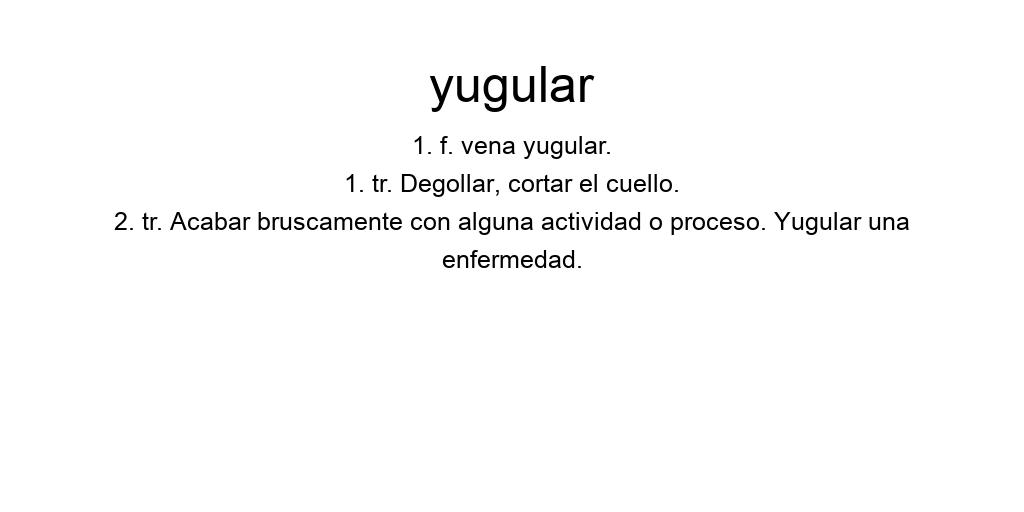 yugular
1. f. vena yugular.
1. tr. Degollar, cortar el cuello.
2. tr. Acabar bruscamente con alguna actividad o proceso. Yugular una
enfermedad.